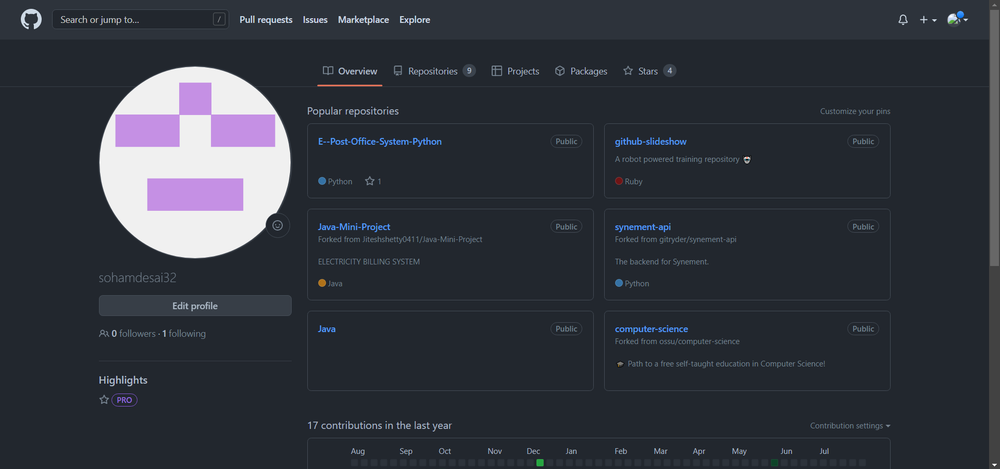 Search or jump to... /
Pull requests Issues Marketplace Explore
Overview Repositories 9 Projects Packages Stars 4
sohamdesai32
Edit profile
0 followers · 1 following
Highlights
PRO
Popular repositories Customize your pins
E--Post-Office-System-Python Public
Python 1
github-slideshow Public
A robot powered training repository
Ruby
Java-Mini-Project Public
Forked from Jiteshshetty0411/Java-Mini-Project
ELECTRICITY BILLING SYSTEM
Java
synement-api Public
Forked from gitryder/synement-api
The backend for Synement.
Python
Java Public
computer-science Public
Forked from ossu/computer-science
Path to a free self-taught education in Computer Science!
17 contributions in the last year Contribution settings
Aug Sep Oct Nov Dec Jan Feb Mar Apr May Jun Jul